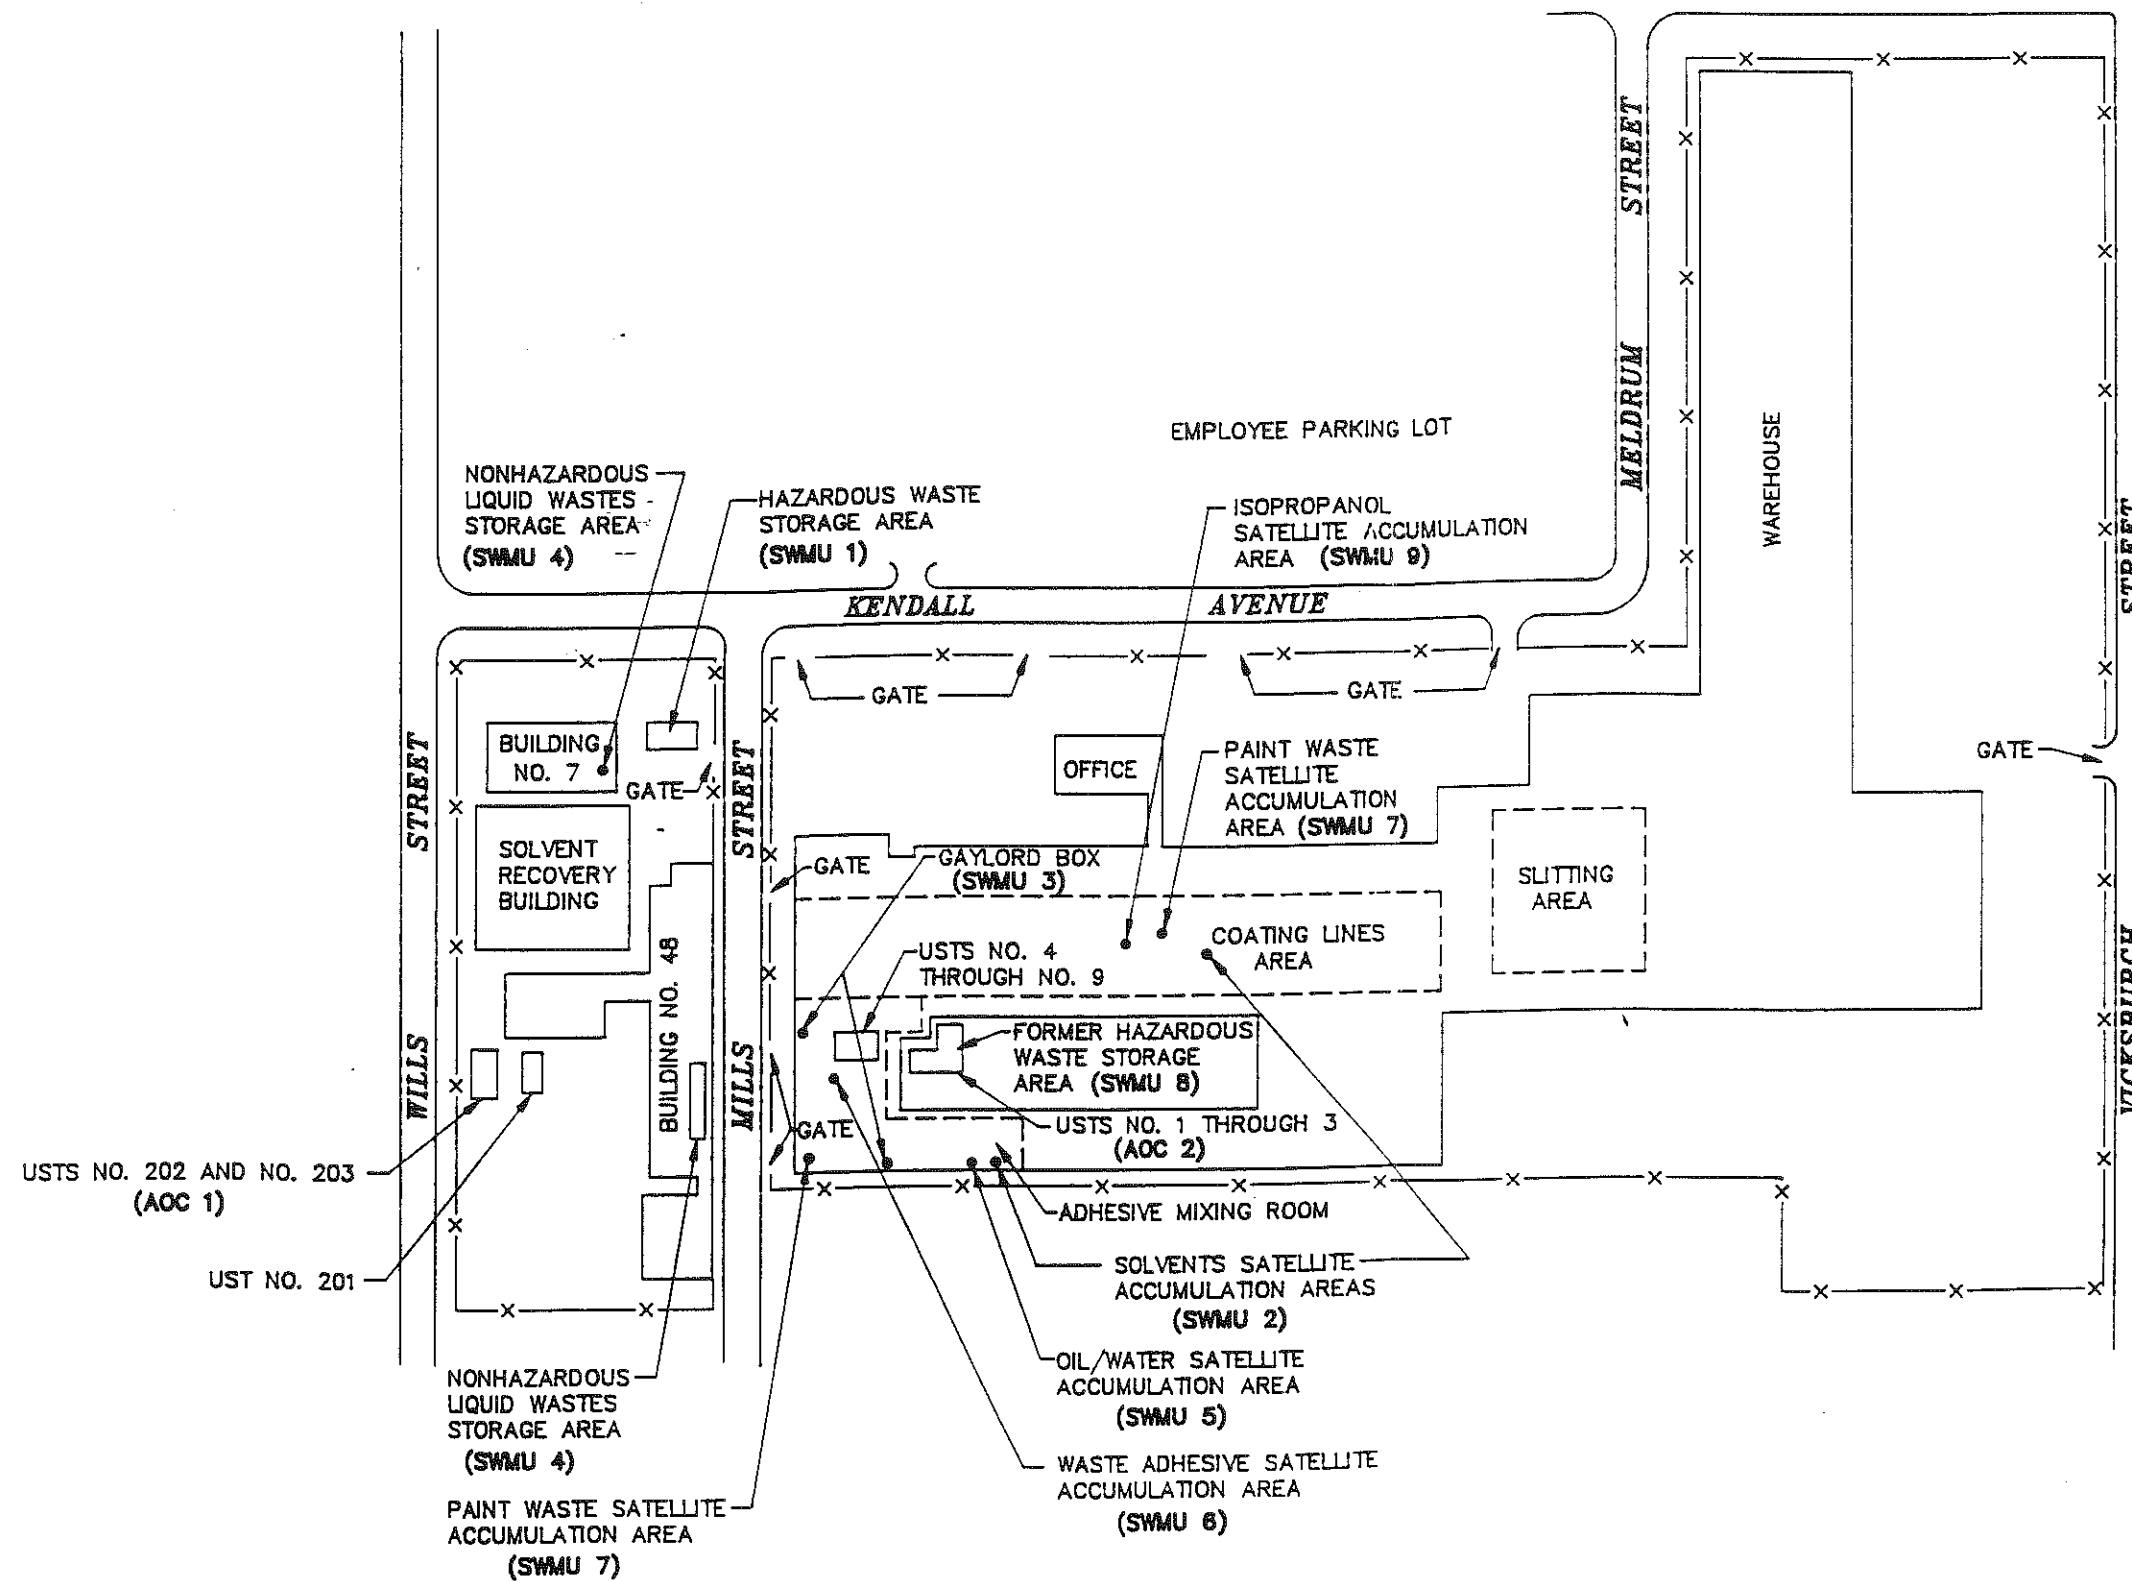 MELDRUM STREET
EMPLOYEE PARKING LOT
WAREHOUSE
NONHAZARDOUS
LIQUID WASTES
STORAGE AREA
(SWMU 4)
HAZARDOUS WASTE
STORAGE AREA
(SWMU 1)
ISOPROPANOL
SATELLITE ACCUMULATION
AREA (SWMU 9)
KENDALL AVENUE
GATE
GATE
WILLS STREET
BUILDING
NO. 7
GATE
MILLS STREET
OFFICE
PAINT WASTE
SATELLITE
ACCUMULATION
AREA (SWMU 7)
GATE
VICKSBURGH STREET
SOLVENT
RECOVERY
BUILDING
GATE
GAYLORD BOX
(SWMU 3)
SLITTING
AREA
BUILDING NO. 48
USTS NO. 4
THROUGH NO. 9
COATING LINES
AREA
FORMER HAZARDOUS
WASTE STORAGE
AREA (SWMU 8)
GATE
USTS NO. 1 THROUGH 3
(AOC 2)
USTS NO. 202 AND NO. 203
(AOC 1)
ADHESIVE MIXING ROOM
UST NO. 201
SOLVENTS SATELLITE
ACCUMULATION AREAS
(SWMU 2)
NONHAZARDOUS
LIQUID WASTES
STORAGE AREA
(SWMU 4)
OIL/WATER SATELLITE
ACCUMULATION AREA
(SWMU 5)
WASTE ADHESIVE SATELLITE
ACCUMULATION AREA
(SWMU 6)
PAINT WASTE SATELLITE
ACCUMULATION AREA
(SWMU 7)